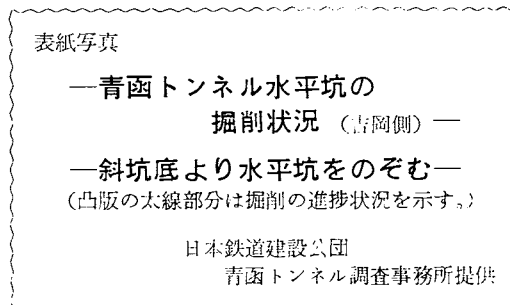 表紙写真
―青函トンネル水平坑の
掘削状況 （吉岡側）―
―斜坑底より水平坑をのぞむ―
（凸版の太線部分は掘削の進捗状況を示す。）
日本鉄道建設公団
青函トンネル調査事務所提供